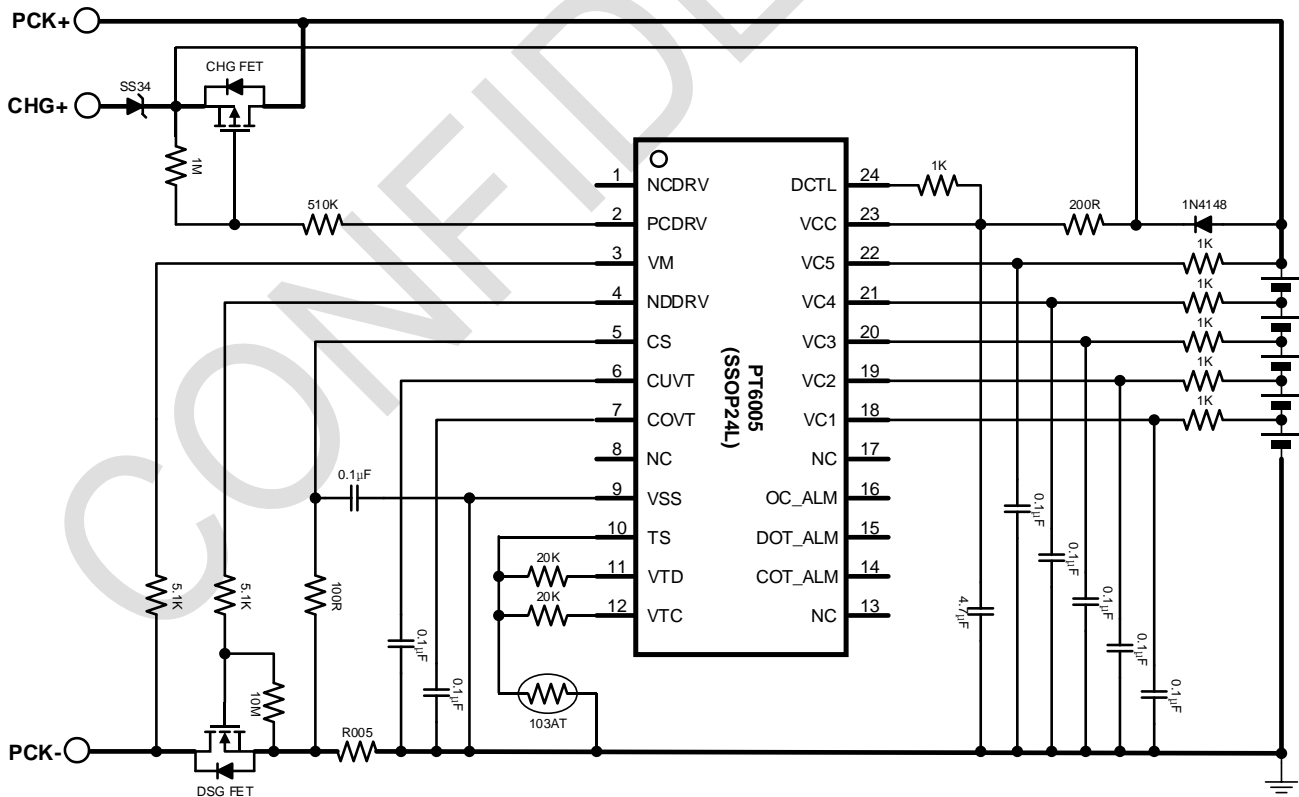 CONFIDE
PCK+
CHG FET
SS34
CHG+
1M
510K
1 NCDRV
2 PCDRV
3 VM
4 NDDRV
5 CS
6 CUVT
7 COVT
8 NC
9 VSS
10 TS
11 VTD
12 VTC
PT6005
(SSOP24L)
DCTL 24
VCC 23
VC5 22
VC4 21
VC3 20
VC2 19
VC1 18
NC 17
OC_ALM 16
DOT_ALM 15
COT_ALM 14
NC 13
1K
200R
1N4148
1K
1K
1K
1K
1K
0.1µF
20K
20K
103AT
5.1K
5.1K
100R
0.1µF
0.1µF
4.7µF
0.1µF
0.1µF
0.1µF
0.1µF
0.1µF
10M
R005
PCK-
DSG FET